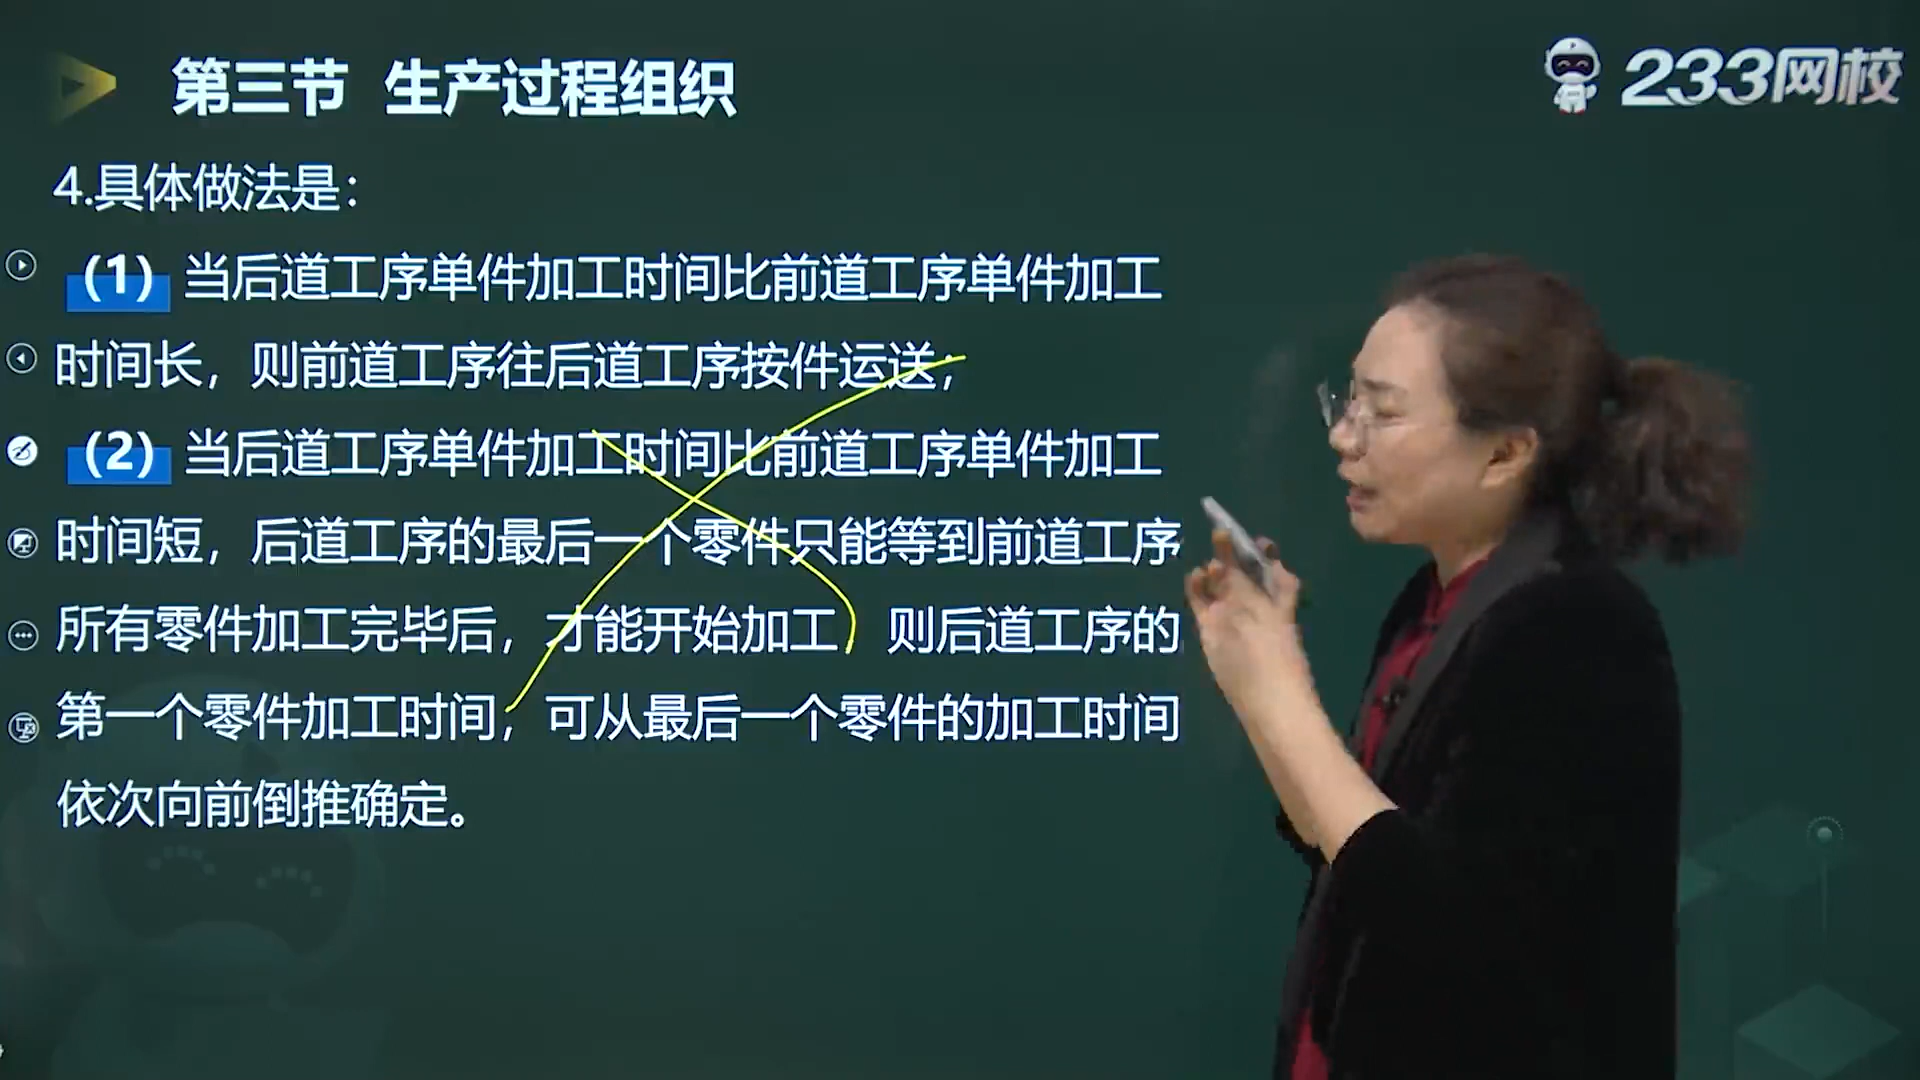 第三节 生产过程组织
233网校
4.具体做法是：
（1）当后道工序单件加工时间比前道工序单件加工
时间长，则前道工序往后道工序按件运送；
（2）当后道工序单件加工时间比前道工序单件加工
时间短，后道工序的最后一个零件只能等到前道工序
所有零件加工完毕后，才能开始加工，则后道工序的
第一个零件加工时间，可从最后一个零件的加工时间
依次向前倒推确定。